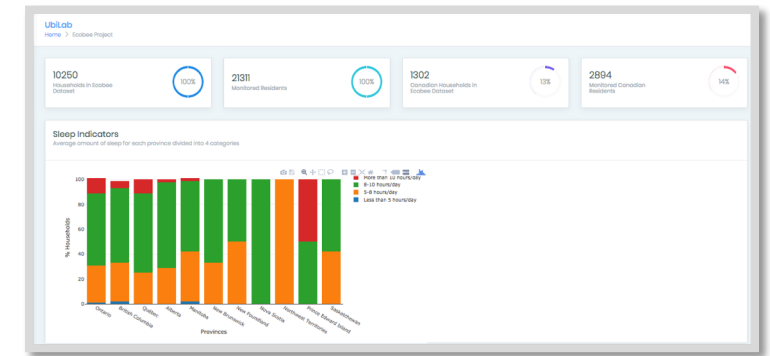 UbiLab
Home > Ecobee Project
10250
Households in Ecobee
Dataset
100%
21311
Monitored Residents
100%
1302
Canadian Households in
Ecobee Dataset
13%
2894
Monitored Canadian
Residents
14%
Sleep Indicators
Average amount of sleep for each province divided into 4 categories
More than 10 hours/day
8-10 hours/day
5-8 hours/day
Less than 5 hours/day
% Households
100
80
60
40
20
0
Ontario
British Columbia
Québec
Alberta
Manitoba
New Brunswick
New Foundland
Nova Scotia
Northwest Territories
Prince Edward Island
Saskatchewan
Provinces